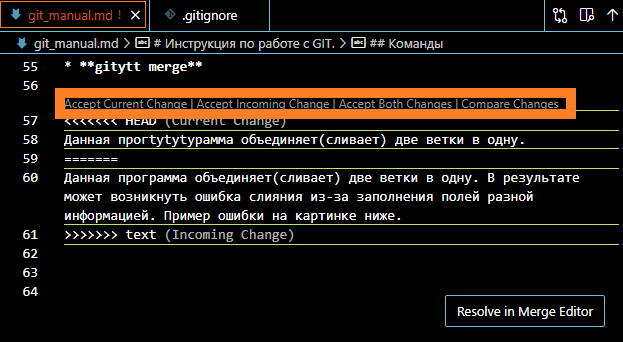 git_manual.md ! ×
.gitignore
git_manual.md > # Инструкция по работе с GIT. > ## Команды
55 * **gitytt merge**
56
Accept Current Change | Accept Incoming Change | Accept Both Changes | Compare Changes
57 <<<<<<< HEAD (Current Change)
58 Данная прогtytytyрамма объединяет(сливает) две ветки в одну.
59 =======
60 Данная программа объединяет(сливает) две ветки в одну. В результате
может возникнуть ошибка слияния из-за заполнения полей разной
информацией. Пример ошибки на картинке ниже.
61 >>>>>>> text (Incoming Change)
62
63
64
Resolve in Merge Editor